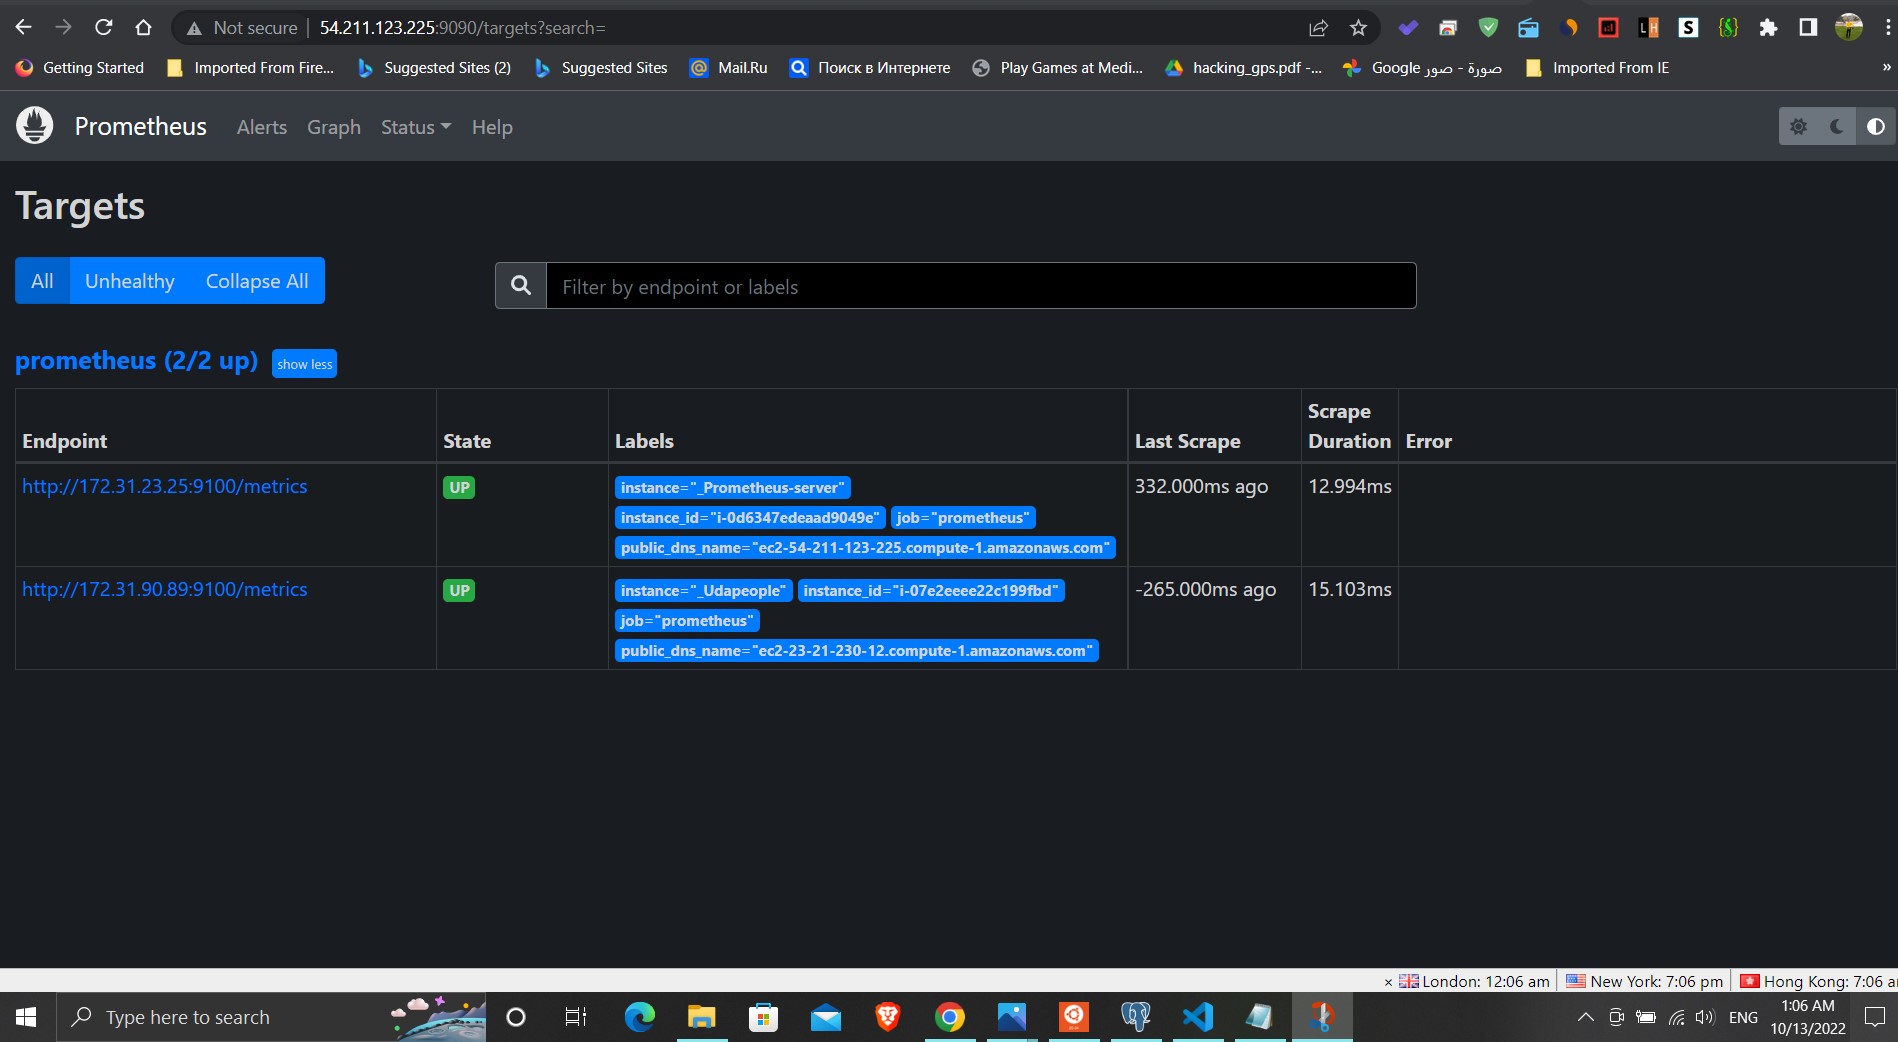 Not secure | 54.211.123.225:9090/targets?search=
Getting Started Imported From Fire... Suggested Sites (2) Suggested Sites Mail.Ru Поиск в Интернете Play Games at Medi... hacking_gps.pdf -... Google صورة - صور Imported From IE »
Prometheus Alerts Graph Status Help
Targets
All Unhealthy Collapse All Filter by endpoint or labels
prometheus (2/2 up) show less
Endpoint State Labels Last Scrape Scrape Duration Error
http://172.31.23.25:9100/metrics UP instance="_Prometheus-server" 332.000ms ago 12.994ms
instance_id="i-0d6347edeaad9049e" job="prometheus"
public_dns_name="ec2-54-211-123-225.compute-1.amazonaws.com"
http://172.31.90.89:9100/metrics UP instance="_Udapeople" instance_id="i-07e2eeee22c199fbd" -265.000ms ago 15.103ms
job="prometheus"
public_dns_name="ec2-23-21-230-12.compute-1.amazonaws.com"
× London: 12:06 am New York: 7:06 pm Hong Kong: 7:06 a
Type here to search ENG 1:06 AM
10/13/2022